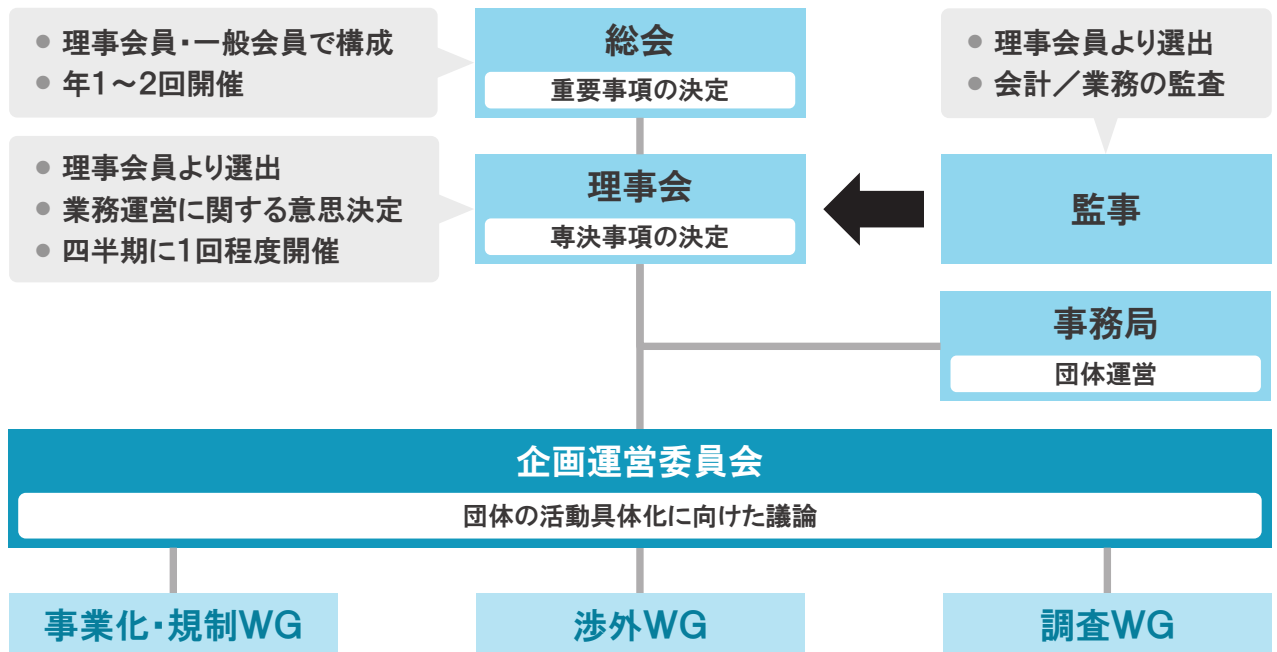 ● 理事会員・一般会員で構成
● 年1～2回開催
総会
重要事項の決定
● 理事会員より選出
● 会計／業務の監査
● 理事会員より選出
● 業務運営に関する意思決定
● 四半期に1回程度開催
理事会
専決事項の決定
監事
事務局
団体運営
企画運営委員会
団体の活動具体化に向けた議論
事業化・規制WG
渉外WG
調査WG